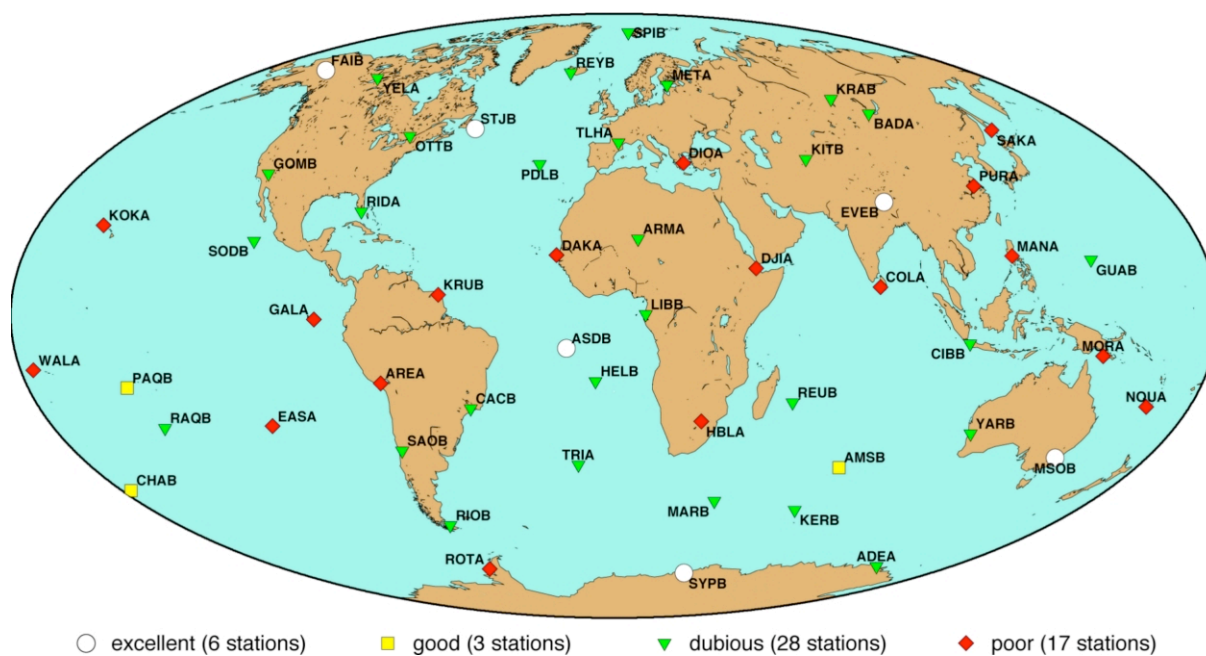 SPIB
FAIB
REYB
META
YELA
KRAB
BADA
STJB
SAKA
TLHA
OTTB
KITB
DIOA
GOMB
PDLB
PURA
RIDA
EVEB
KOKA
ARMA
SODB
DAKA
MANA
DJIA
GUAB
COLA
KRUB
LIBB
GALA
ASDB
CIBB
MORA
WALA
HELB
PAQB
AREA
NOUA
CACB
REUB
RAQB
EASA
YARB
HBLA
SAOB
TRIA
AMSB
MSOB
CHAB
RIOB
MARB
KERB
ADEA
ROTA
SYPB
excellent (6 stations) good (3 stations) dubious (28 stations) poor (17 stations)